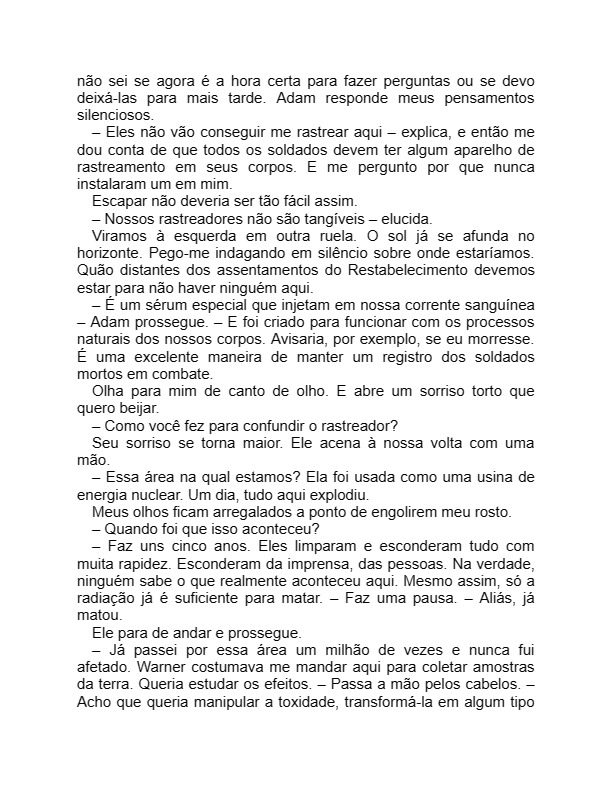 não sei se agora é a hora certa para fazer perguntas ou se devo
deixá-las para mais tarde. Adam responde meus pensamentos
silenciosos.
– Eles não vão conseguir me rastrear aqui – explica, e então me
dou conta de que todos os soldados devem ter algum aparelho de
rastreamento em seus corpos. E me pergunto por que nunca
instalaram um em mim.
Escapar não deveria ser tão fácil assim.
– Nossos rastreadores não são tangíveis – elucida.
Viramos à esquerda em outra ruela. O sol já se afunda no
horizonte. Pego-me indagando em silêncio sobre onde estaríamos.
Quão distantes dos assentamentos do Restabelecimento devemos
estar para não haver ninguém aqui.
– É um sérum especial que injetam em nossa corrente sanguínea
– Adam prossegue. – E foi criado para funcionar com os processos
naturais dos nossos corpos. Avisaria, por exemplo, se eu morresse.
É uma excelente maneira de manter um registro dos soldados
mortos em combate.
Olha para mim de canto de olho. E abre um sorriso torto que
quero beijar.
– Como você fez para confundir o rastreador?
Seu sorriso se torna maior. Ele acena à nossa volta com uma
mão.
– Essa área na qual estamos? Ela foi usada como uma usina de
energia nuclear. Um dia, tudo aqui explodiu.
Meus olhos ficam arregalados a ponto de engolirem meu rosto.
– Quando foi que isso aconteceu?
– Faz uns cinco anos. Eles limparam e esconderam tudo com
muita rapidez. Esconderam da imprensa, das pessoas. Na verdade,
ninguém sabe o que realmente aconteceu aqui. Mesmo assim, só a
radiação já é suficiente para matar. – Faz uma pausa. – Aliás, já
matou.
Ele para de andar e prossegue.
– Já passei por essa área um milhão de vezes e nunca fui
afetado. Warner costumava me mandar aqui para coletar amostras
da terra. Queria estudar os efeitos. – Passa a mão pelos cabelos. –
Acho que queria manipular a toxidade, transformá-la em algum tipo